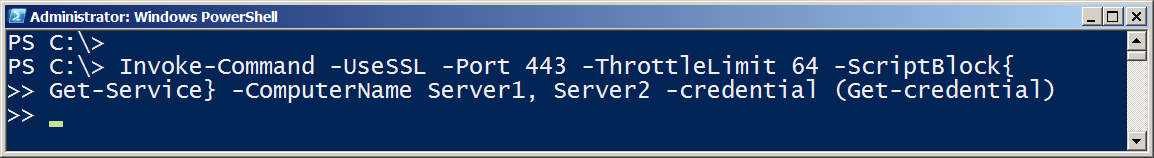 Administrator: Windows PowerShell
PS C:\>
PS C:\> Invoke-Command -UseSSL -Port 443 -ThrottleLimit 64 -ScriptBlock{
>> Get-Service} -ComputerName Server1, Server2 -credential (Get-credential)
>>